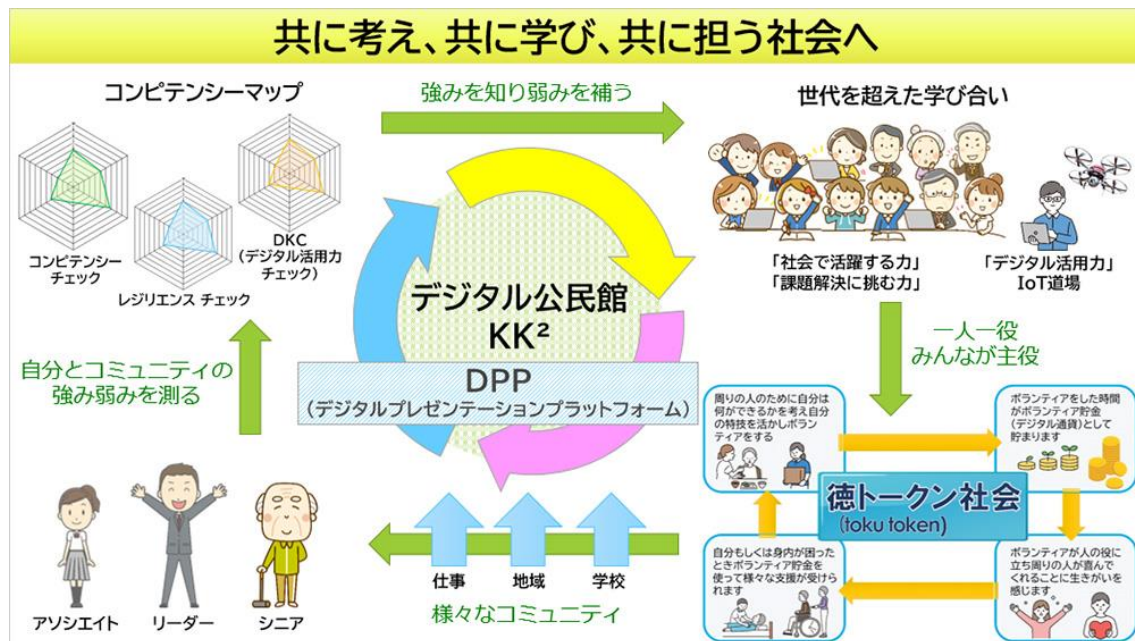 共に考え、共に学び、共に担う社会へ
コンピテンシーマップ
コンピテンシー
チェック
レジリエンス チェック
DKC
(デジタル活用力
チェック)
強みを知り弱みを補う
世代を超えた学び合い
「社会で活躍する力」
「課題解決に挑む力」
「デジタル活用力」
IoT道場
デジタル公民館
KK²
DPP
(デジタルプレゼンテーションプラットフォーム)
自分とコミュニティの
強み弱みを測る
一人一役
みんなが主役
周りの人のために自分は
何ができるかを考え自分
の特技を活かしボラン
ティアをする
ボランティアをした時間
がボランティア貯金
(デジタル通貨)として
貯まります
徳トークン社会
(toku token)
自分もしくは身内が困った
ときボランティア貯金を
使って様々な支援が受けら
れます
ボランティアが人の役に
立ち周りの人が喜んで
くれることに生きがいを
感じます
アソシエイト
リーダー
シニア
仕事
地域
学校
様々なコミュニティ